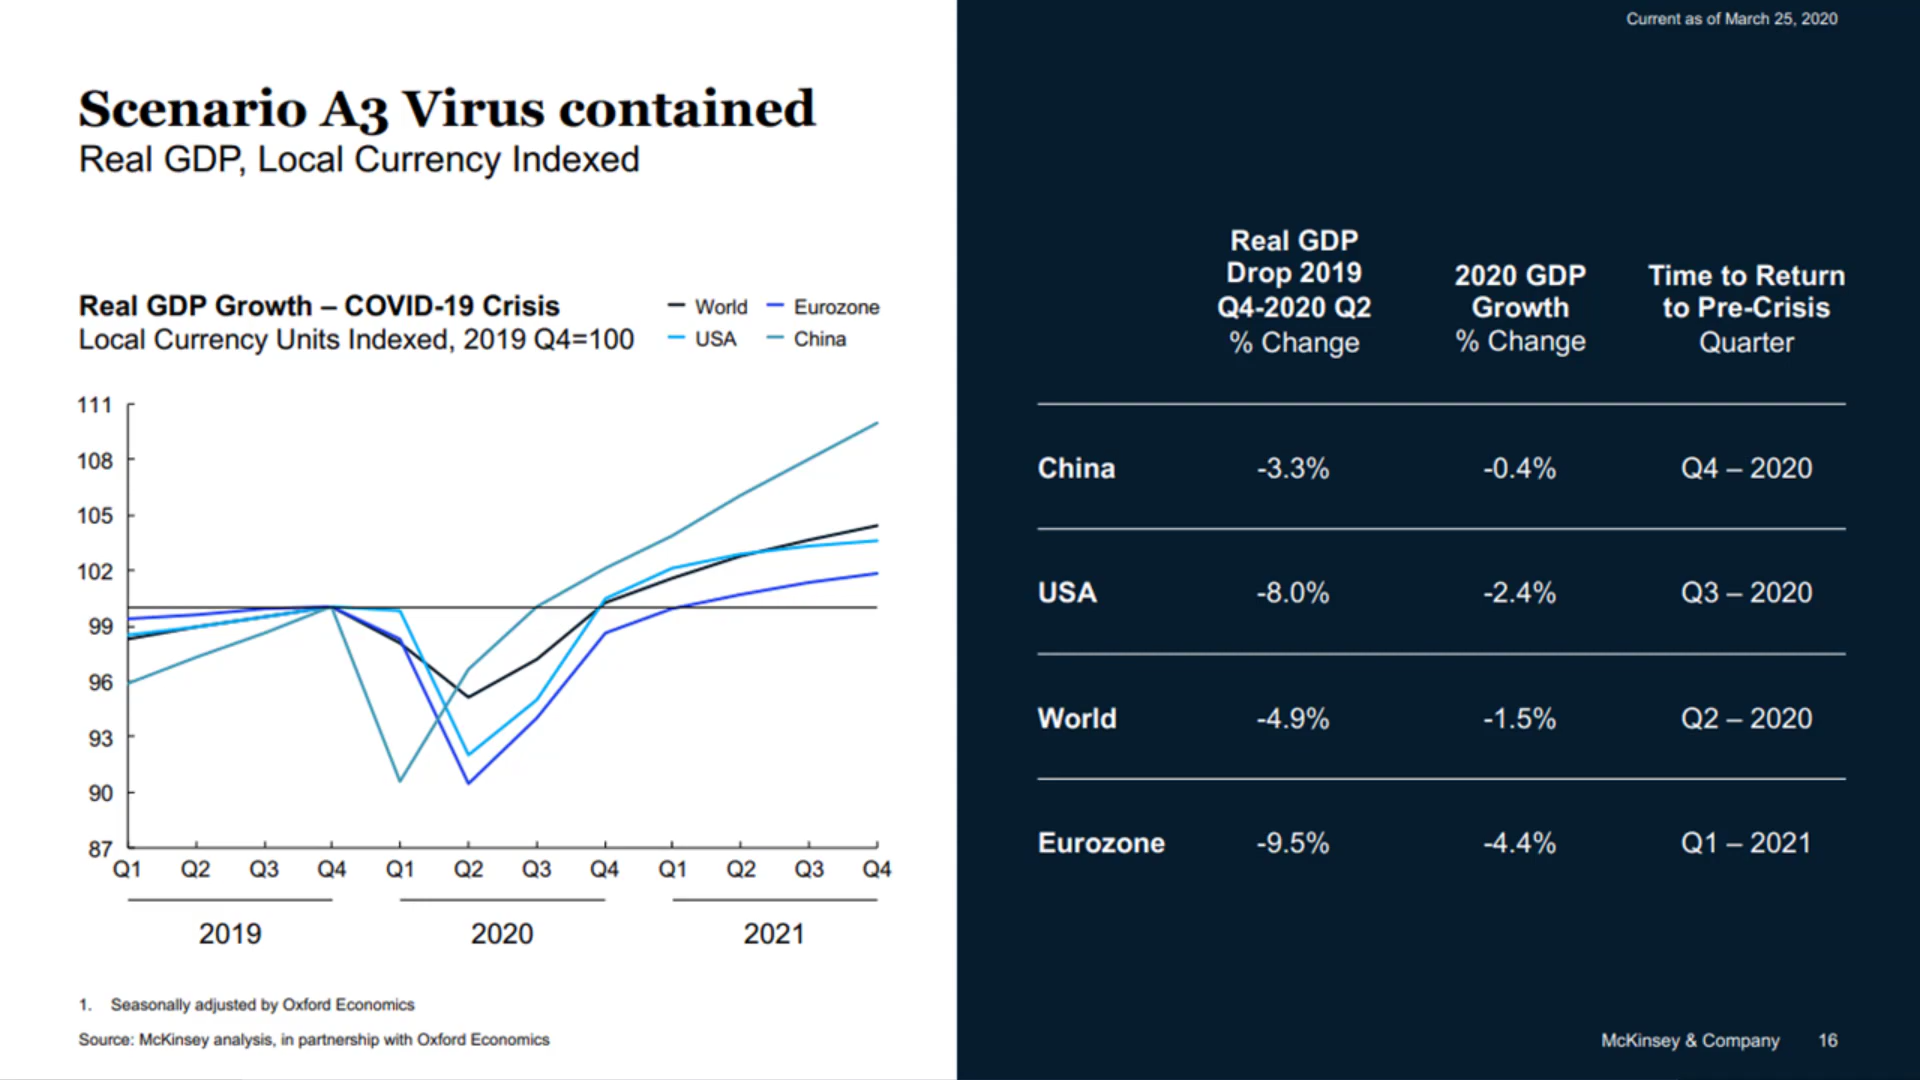 Current as of March 25, 2020
Scenario A3 Virus contained
Real GDP, Local Currency Indexed
Real GDP Growth – COVID-19 Crisis
Local Currency Units Indexed, 2019 Q4=100
World
Eurozone
USA
China
111
108
105
102
99
96
93
90
87
Q1 Q2 Q3 Q4 Q1 Q2 Q3 Q4 Q1 Q2 Q3 Q4
2019 2020 2021
1. Seasonally adjusted by Oxford Economics
Source: McKinsey analysis, in partnership with Oxford Economics
Real GDP
Drop 2019
Q4-2020 Q2
% Change
2020 GDP
Growth
% Change
Time to Return
to Pre-Crisis
Quarter
China -3.3% -0.4% Q4 – 2020
USA -8.0% -2.4% Q3 – 2020
World -4.9% -1.5% Q2 – 2020
Eurozone -9.5% -4.4% Q1 – 2021
McKinsey & Company 16